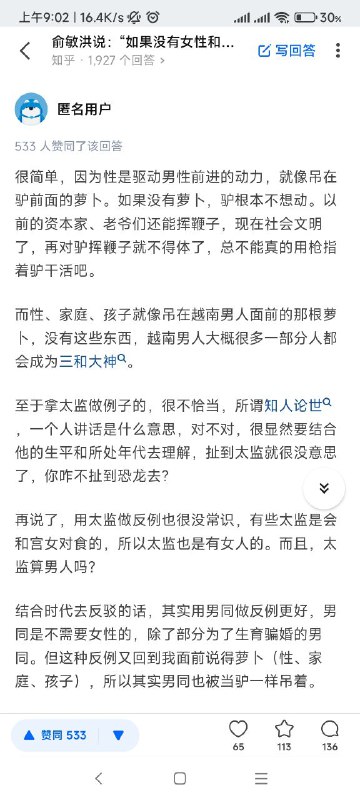 上午9:02 | 16.4K/s
30%
俞敏洪说：“如果没有女性和...
知乎 · 1,927 个回答 >
写回答
匿名用户
533 人赞同了该回答
很简单，因为性是驱动男性前进的动力，就像吊在
驴前面的萝卜。如果没有萝卜，驴根本不想动。以
前的资本家、老爷们还能挥鞭子，现在社会文明
了，再对驴挥鞭子就不得体了，总不能真的用枪指
着驴干活吧。
而性、家庭、孩子就像吊在越南男人面前的那根萝
卜，没有这些东西，越南男人大概很多一部分人都
会成为三和大神。
至于拿太监做例子的，很不恰当，所谓知人论世
，一个人讲话是什么意思，对不对，很显然要结合
他的生平和所处年代去理解，扯到太监就很没意思
了，你咋不扯到恐龙去？
再说了，用太监做反例也很没常识，有些太监是会
和宫女对食的，所以太监也是有女人的。而且，太
监算男人吗？
结合时代去反驳的话，其实用男同做反例更好，男
同是不需要女性的，除了部分为了生育骗婚的男
同。但这种反例又回到我面前说得萝卜（性、家
庭、孩子），所以其实男同也被当驴一样吊着。
赞同 533
65
113
136